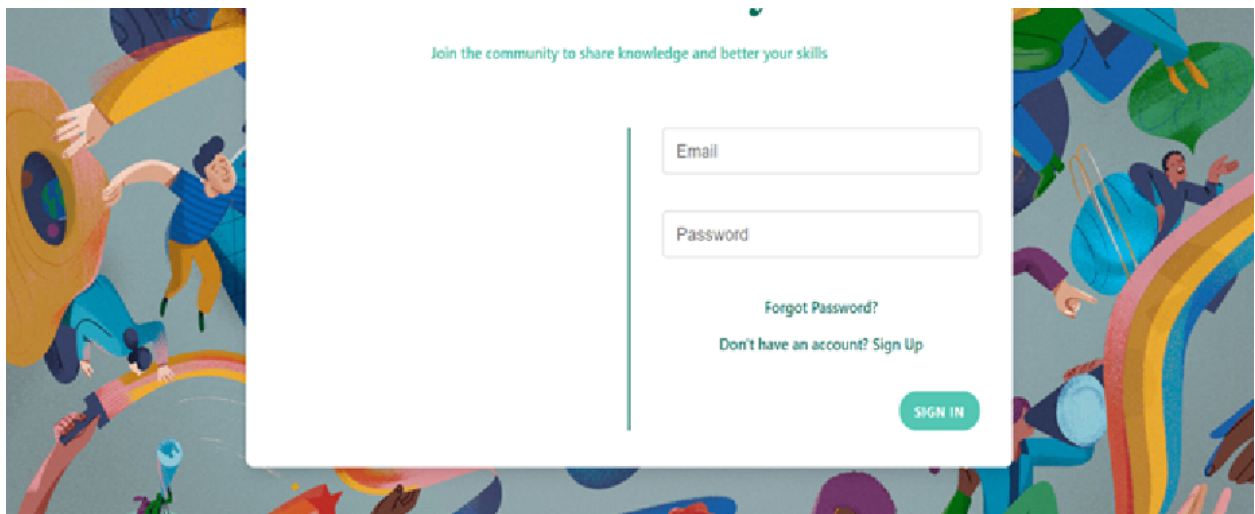 Join the community to share knowledge and better your skills
Email
Password
Forgot Password?
Don't have an account? Sign Up
SIGN IN